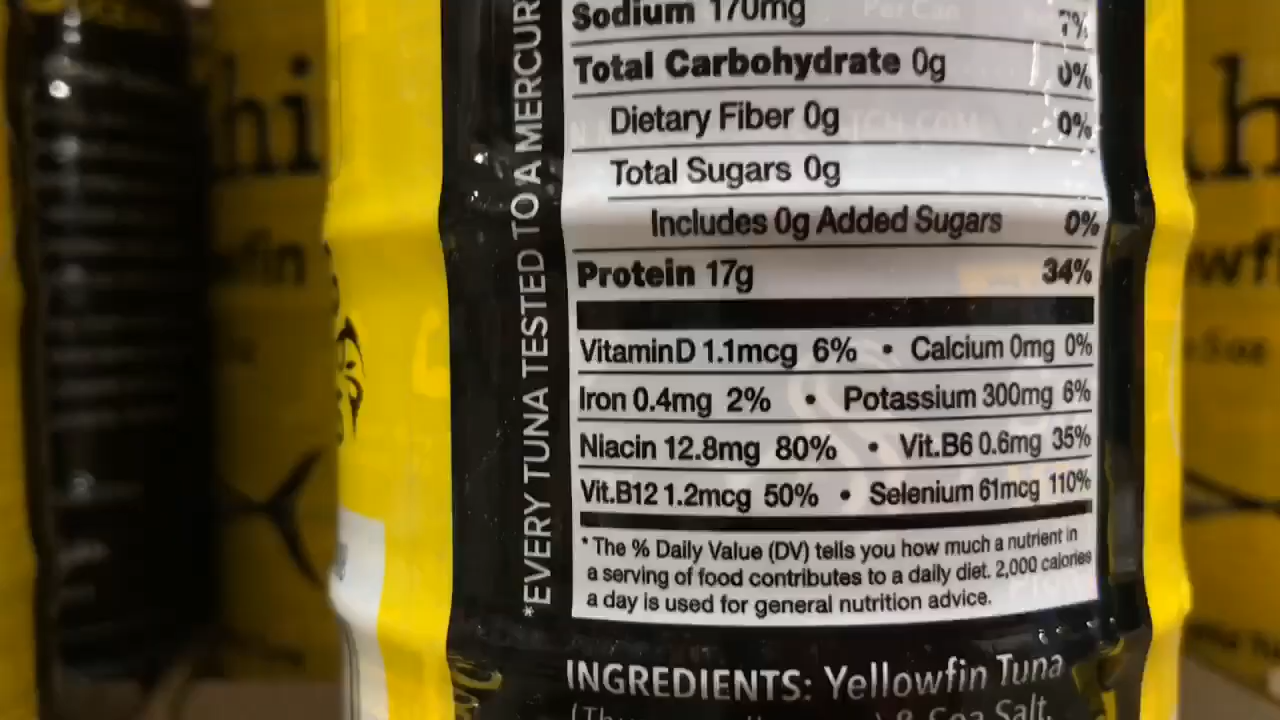 Sodium 170mg 7%
Total Carbohydrate 0g 0%
Dietary Fiber 0g 0%
Total Sugars 0g
Includes 0g Added Sugars 0%
Protein 17g 34%
VitaminD 1.1mcg 6% • Calcium 0mg 0%
Iron 0.4mg 2% • Potassium 300mg 6%
Niacin 12.8mg 80% • Vit.B6 0.6mg 35%
Vit.B12 1.2mcg 50% • Selenium 61mcg 110%
* The % Daily Value (DV) tells you how much a nutrient in
a serving of food contributes to a daily diet. 2,000 calories
a day is used for general nutrition advice.
INGREDIENTS: Yellowfin Tuna
& Sea Salt.
*EVERY TUNA TESTED TO A